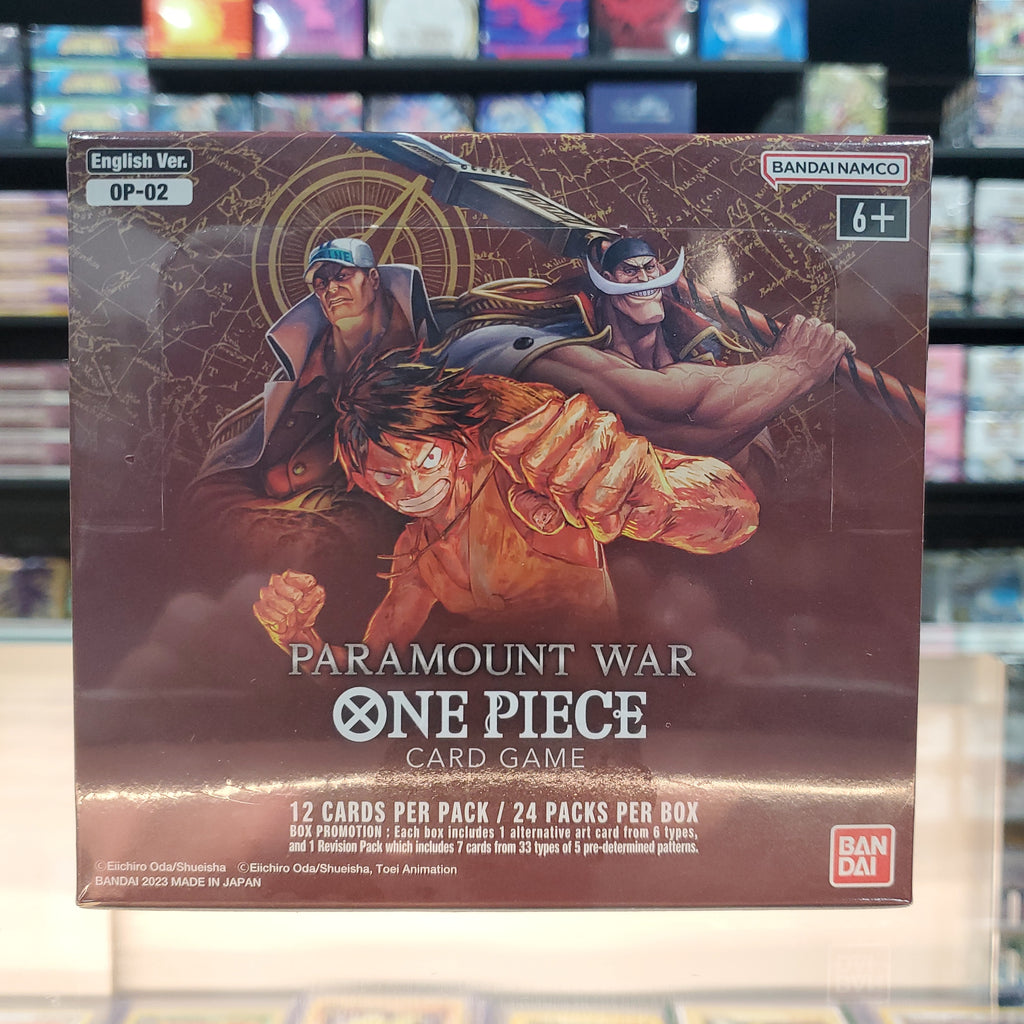 English Ver.
OP-02
BANDAI NAMCO
6+
PARAMOUNT WAR
ONE PIECE
CARD GAME
12 CARDS PER PACK / 24 PACKS PER BOX
BOX PROMOTION : Each box includes 1 alternative art card from 6 types,
and 1 Revision Pack which includes 7 cards from 33 types of 5 pre-determined patterns.
©Eiichiro Oda/Shueisha ©Eiichiro Oda/Shueisha, Toei Animation
BANDAI 2023 MADE IN JAPAN
BAN
DAI